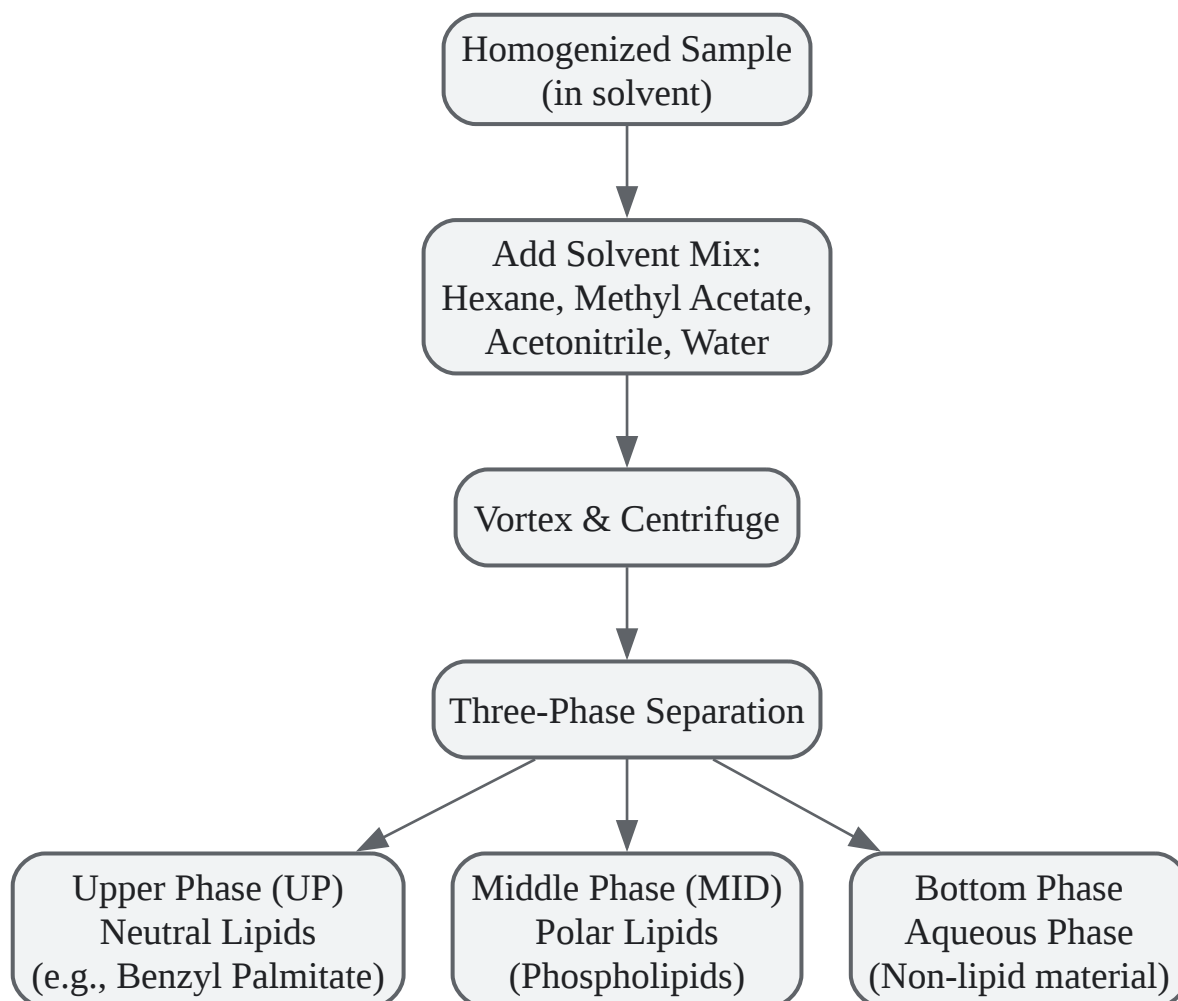 Homogenized Sample
(in solvent)
Add Solvent Mix:
Hexane, Methyl Acetate,
Acetonitrile, Water
Vortex & Centrifuge
Three-Phase Separation
Upper Phase (UP)
Neutral Lipids
(e.g., Benzyl Palmitate)
Middle Phase (MID)
Polar Lipids
(Phospholipids)
Bottom Phase
Aqueous Phase
(Non-lipid material)